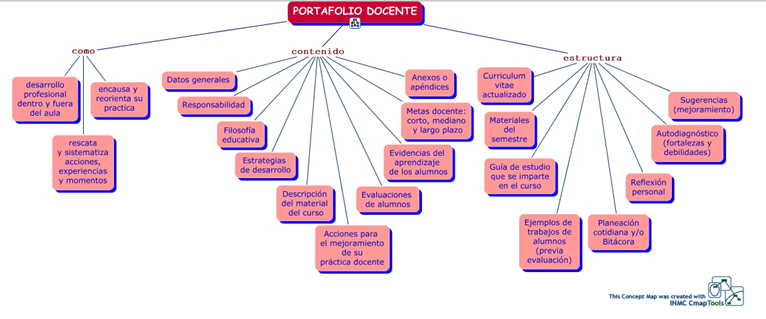 PORTAFOLIO DOCENTE
como
desarrollo
profesional
dentro y fuera
del aula
encausa y
reorienta su
practica
rescata
y sistematiza
acciones,
experiencias
y momentos
contenido
Datos generales
Responsabilidad
Filosofía
educativa
Estrategias
de desarrollo
Descripción
del material
del curso
Acciones para
el mejoramiento
de su
práctica docente
Evaluaciones
de alumnos
Evidencias del
aprendizaje
de los alumnos
Metas docente:
corto, mediano
y largo plazo
Anexos o
apéndices
estructura
Curriculum
vitae
actualizado
Materiales
del
semestre
Guía de estudio
que se imparte
en el curso
Ejemplos de
trabajos de
alumnos
(previa
evaluación)
Planeación
cotidiana y/o
Bitácora
Reflexión
personal
Autodiagnóstico
(fortalezas y
debilidades)
Sugerencias
(mejoramiento)
This Concept Map was created with
IHMC CmapTools